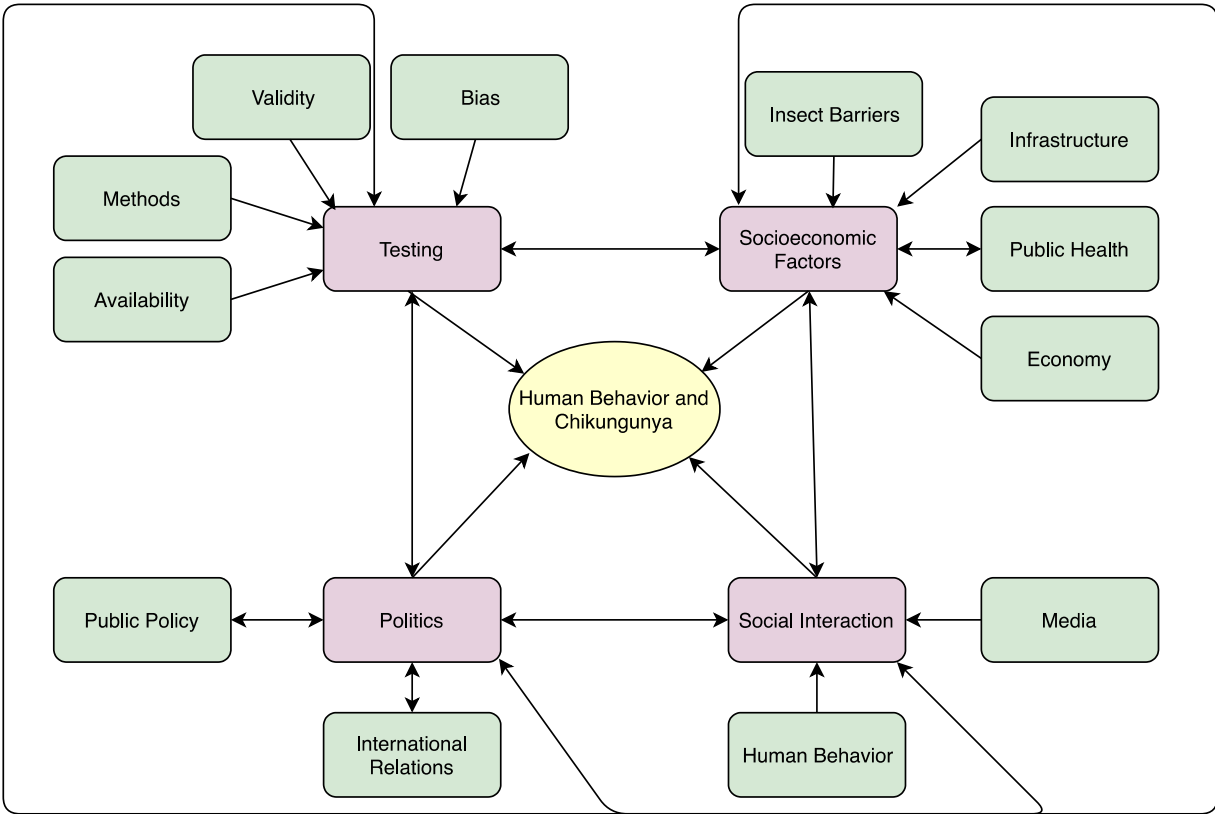 Validity
Bias
Insect Barriers
Infrastructure
Methods
Testing
Socioeconomic
Factors
Public Health
Availability
Economy
Human Behavior and
Chikungunya
Public Policy
Politics
Social Interaction
Media
International
Relations
Human Behavior